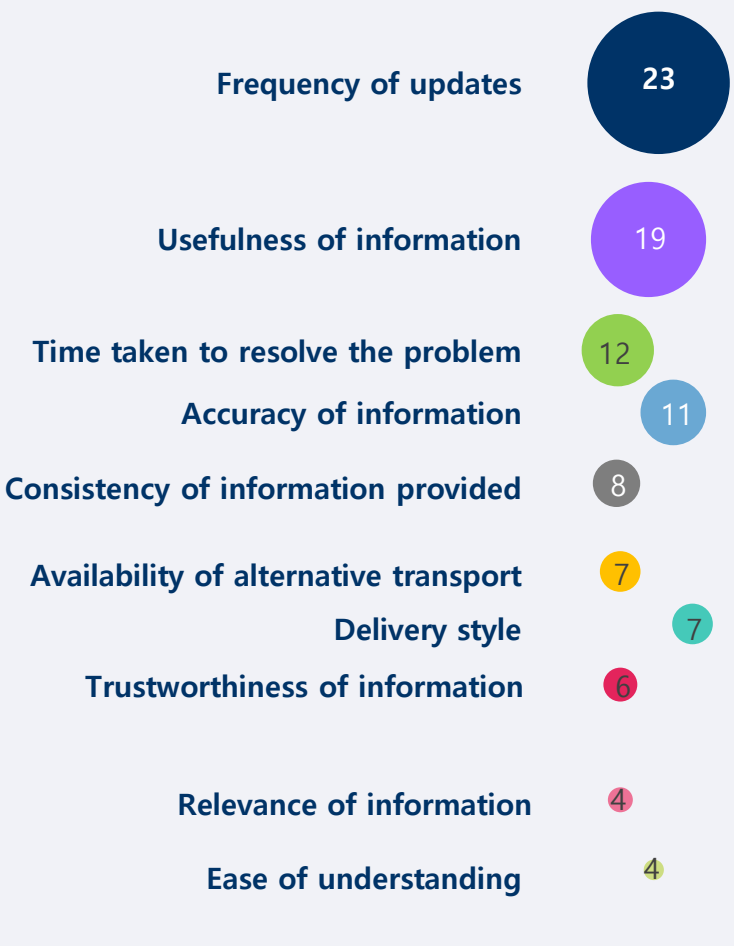 Frequency of updates 23
Usefulness of information 19
Time taken to resolve the problem 12
Accuracy of information 11
Consistency of information provided 8
Availability of alternative transport 7
Delivery style 7
Trustworthiness of information 6
Relevance of information 4
Ease of understanding 4